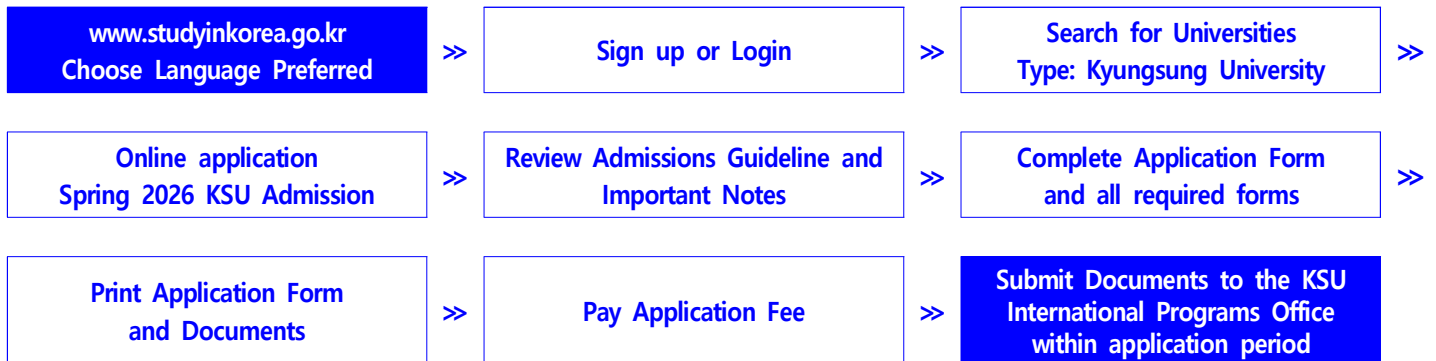 www.studyinkorea.go.kr
Choose Language Preferred
≫
Sign up or Login
≫
Search for Universities
Type: Kyungsung University
≫
Online application
Spring 2026 KSU Admission
≫
Review Admissions Guideline and
Important Notes
≫
Complete Application Form
and all required forms
≫
Print Application Form
and Documents
≫
Pay Application Fee
≫
Submit Documents to the KSU
International Programs Office
within application period